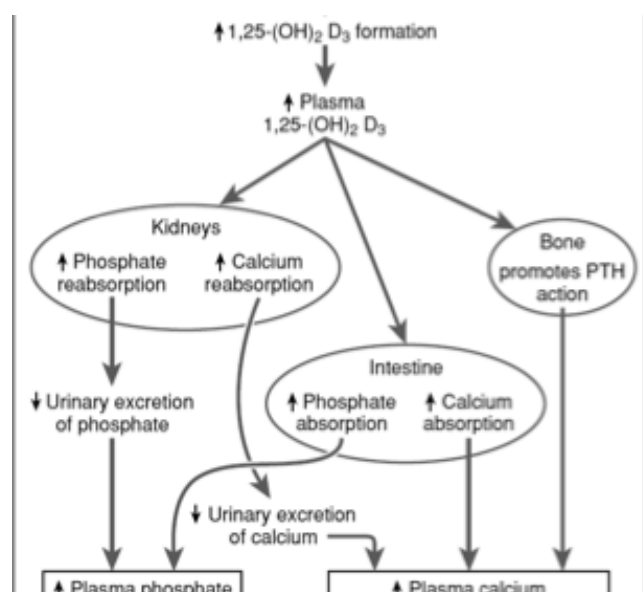 ↑1,25-(OH)₂ D₃ formation
↑ Plasma
1,25-(OH)₂ D₃
Kidneys
↑ Phosphate
reabsorption
↑ Calcium
reabsorption
Bone
promotes PTH
action
Intestine
↑ Phosphate
absorption
↑ Calcium
absorption
↓ Urinary excretion
of phosphate
↓ Urinary excretion
of calcium
↑ Plasma phosphate
↑ Plasma calcium